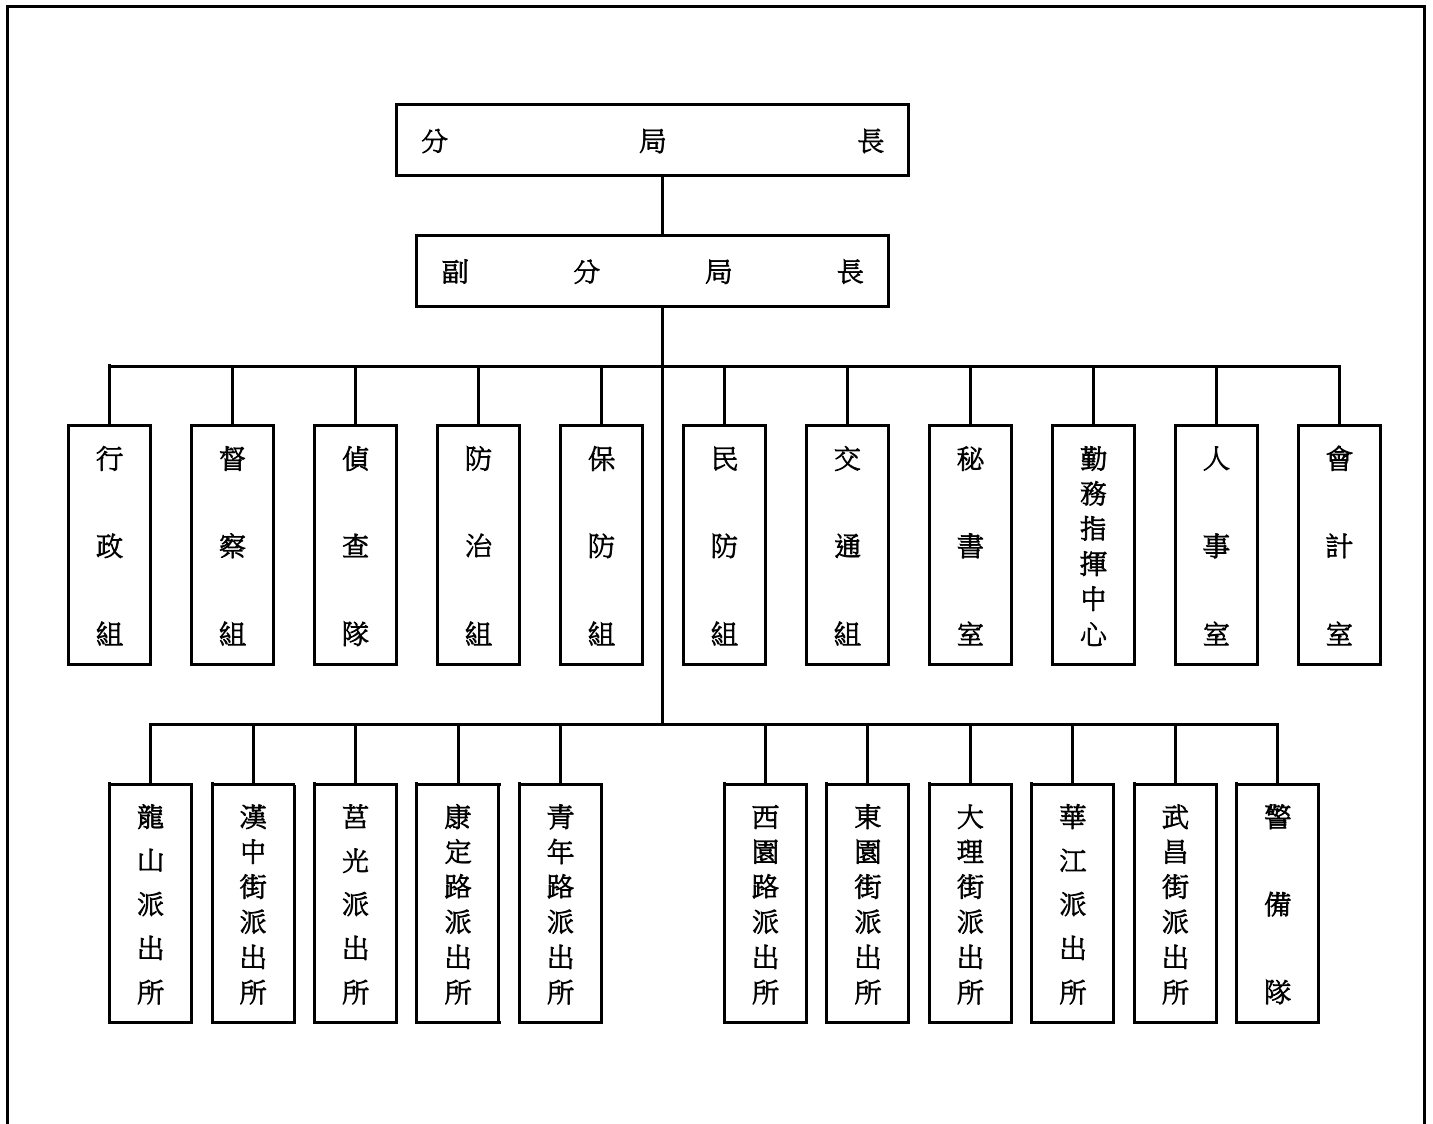 分局長
副分局長
行政組
督察組
偵查隊
防治組
保防組
民防組
交通組
秘書室
勤務指揮中心
人事室
會計室
龍山派出所
漢中街派出所
莒光派出所
康定路派出所
青年路派出所
西園路派出所
東園街派出所
大理街派出所
華江派出所
武昌街派出所
警備隊